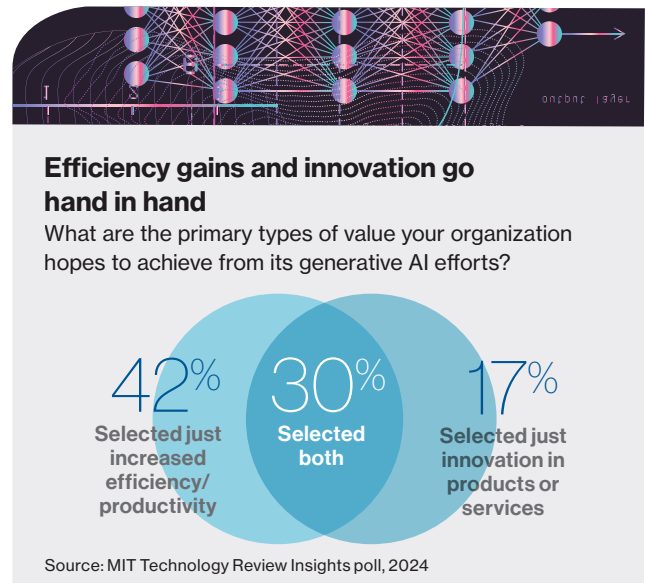 output layer
Efficiency gains and innovation go
hand in hand
What are the primary types of value your organization
hopes to achieve from its generative AI efforts?
42%
Selected just
increased
efficiency/
productivity
30%
Selected
both
17%
Selected just
innovation in
products or
services
Source: MIT Technology Review Insights poll, 2024